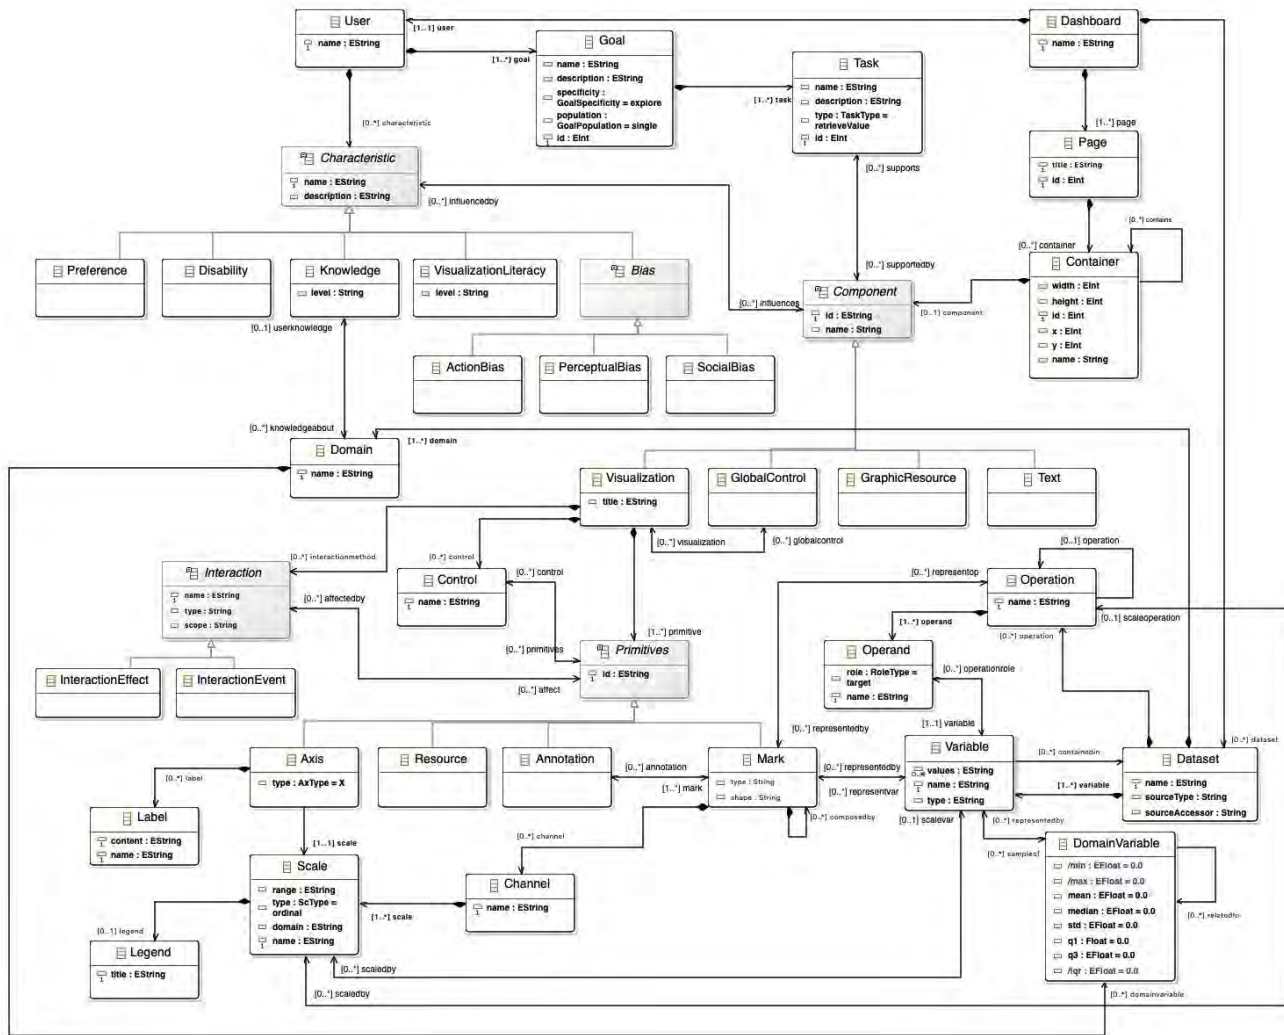 User
name : EString
[1..1] user
Dashboard
name : EString
Goal
name : EString
description : EString
specificity :
GoalSpecificity = explore
population :
GoalPopulation = single
id : EInt
[1..*] goal
Task
name : EString
description : EString
type : TaskType =
retrieveValue
id : EInt
[1..*] task
[0..*] characteristic
[1..*] page
Page
title : EString
id : EInt
Characteristic
name : EString
description : EString
[0..*] influencedby
[0..*] supports
[0..*] contains
[0..*] container
Container
width : EInt
height : EInt
id : EInt
x : EInt
y : EInt
name : String
Preference
Disability
Knowledge
level : String
VisualizationLiteracy
level : String
Bias
[0..*] supportedby
Component
id : EString
name : String
[0..*] influences
[0..1] component
[0..1] userknowledge
ActionBias
PerceptualBias
SocialBias
[0..*] knowledgeabout
[1..*] domain
Domain
name : EString
Visualization
title : EString
GlobalControl
GraphicResource
Text
[0..*] visualization
[0..*] globalcontrol
[0..*] interactionmethod
[0..*] control
[0..1] operation
Interaction
name : EString
type : String
scope : String
[0..*] affectedby
Control
name : EString
[0..*] control
[0..*] representop
Operation
name : EString
[0..1] scaleoperation
[1..*] operand
[0..*] operation
[1..*] primitive
[0..*] primitives
Primitives
id : EString
Operand
role : RoleType =
target
name : EString
[0..*] operationrole
InteractionEffect
InteractionEvent
[0..*] affect
[0..*] representedby
[1..1] variable
[0..*] dataset
Axis
type : AxType = X
Resource
Annotation
Mark
type : String
shape : String
Variable
values : EString
name : EString
type : EString
[0..*] containedin
Dataset
name : EString
sourceType : String
sourceAccessor : String
[0..*] label
[0..*] annotation
[1..*] mark
[0..*] representedby
[0..*] representvar
[1..*] variable
Label
content : EString
name : EString
[0..*] channel
[0..*] composedby
[0..1] scalevar
[0..*] representedby
[1..1] scale
[0..*] samplesf
DomainVariable
/min : EFloat = 0.0
/max : EFloat = 0.0
mean : EFloat = 0.0
median : EFloat = 0.0
std : EFloat = 0.0
q1 : Float = 0.0
q3 : EFloat = 0.0
/iqr : EFloat = 0.0
[0..*] relatedto
Scale
range : EString
type : ScType =
ordinal
domain : EString
name : EString
Channel
name : EString
[1..*] scale
[0..1] legend
Legend
title : EString
[0..*] scaledby
[0..*] scaledby
[0..*] domainvariable